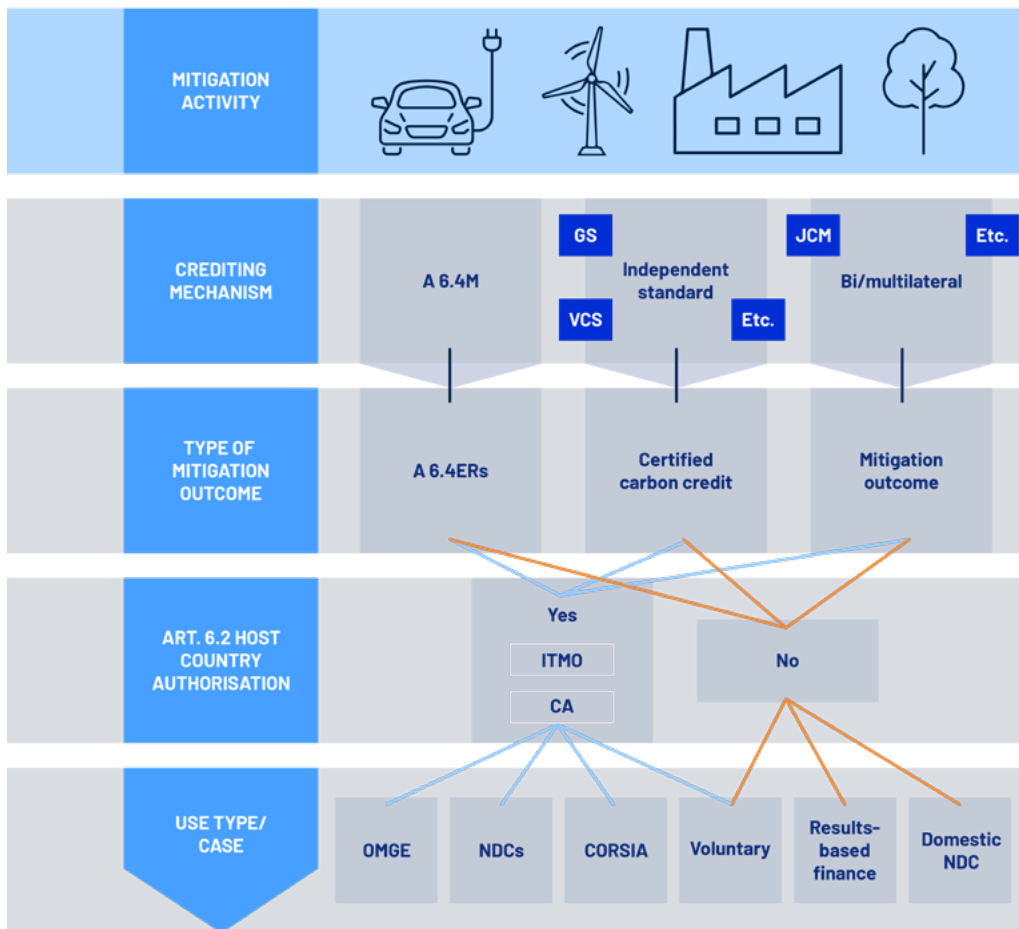 MITIGATION
ACTIVITY
CREDITING
MECHANISM
A 6.4M
GS
Independent
standard
VCS
Etc.
JCM
Etc.
Bi/multilateral
TYPE OF
MITIGATION
OUTCOME
A 6.4ERs
Certified
carbon credit
Mitigation
outcome
ART. 6.2 HOST
COUNTRY
AUTHORISATION
Yes
ITMO
CA
No
USE TYPE/
CASE
OMGE
NDCs
CORSIA
Voluntary
Results-
based
finance
Domestic
NDC